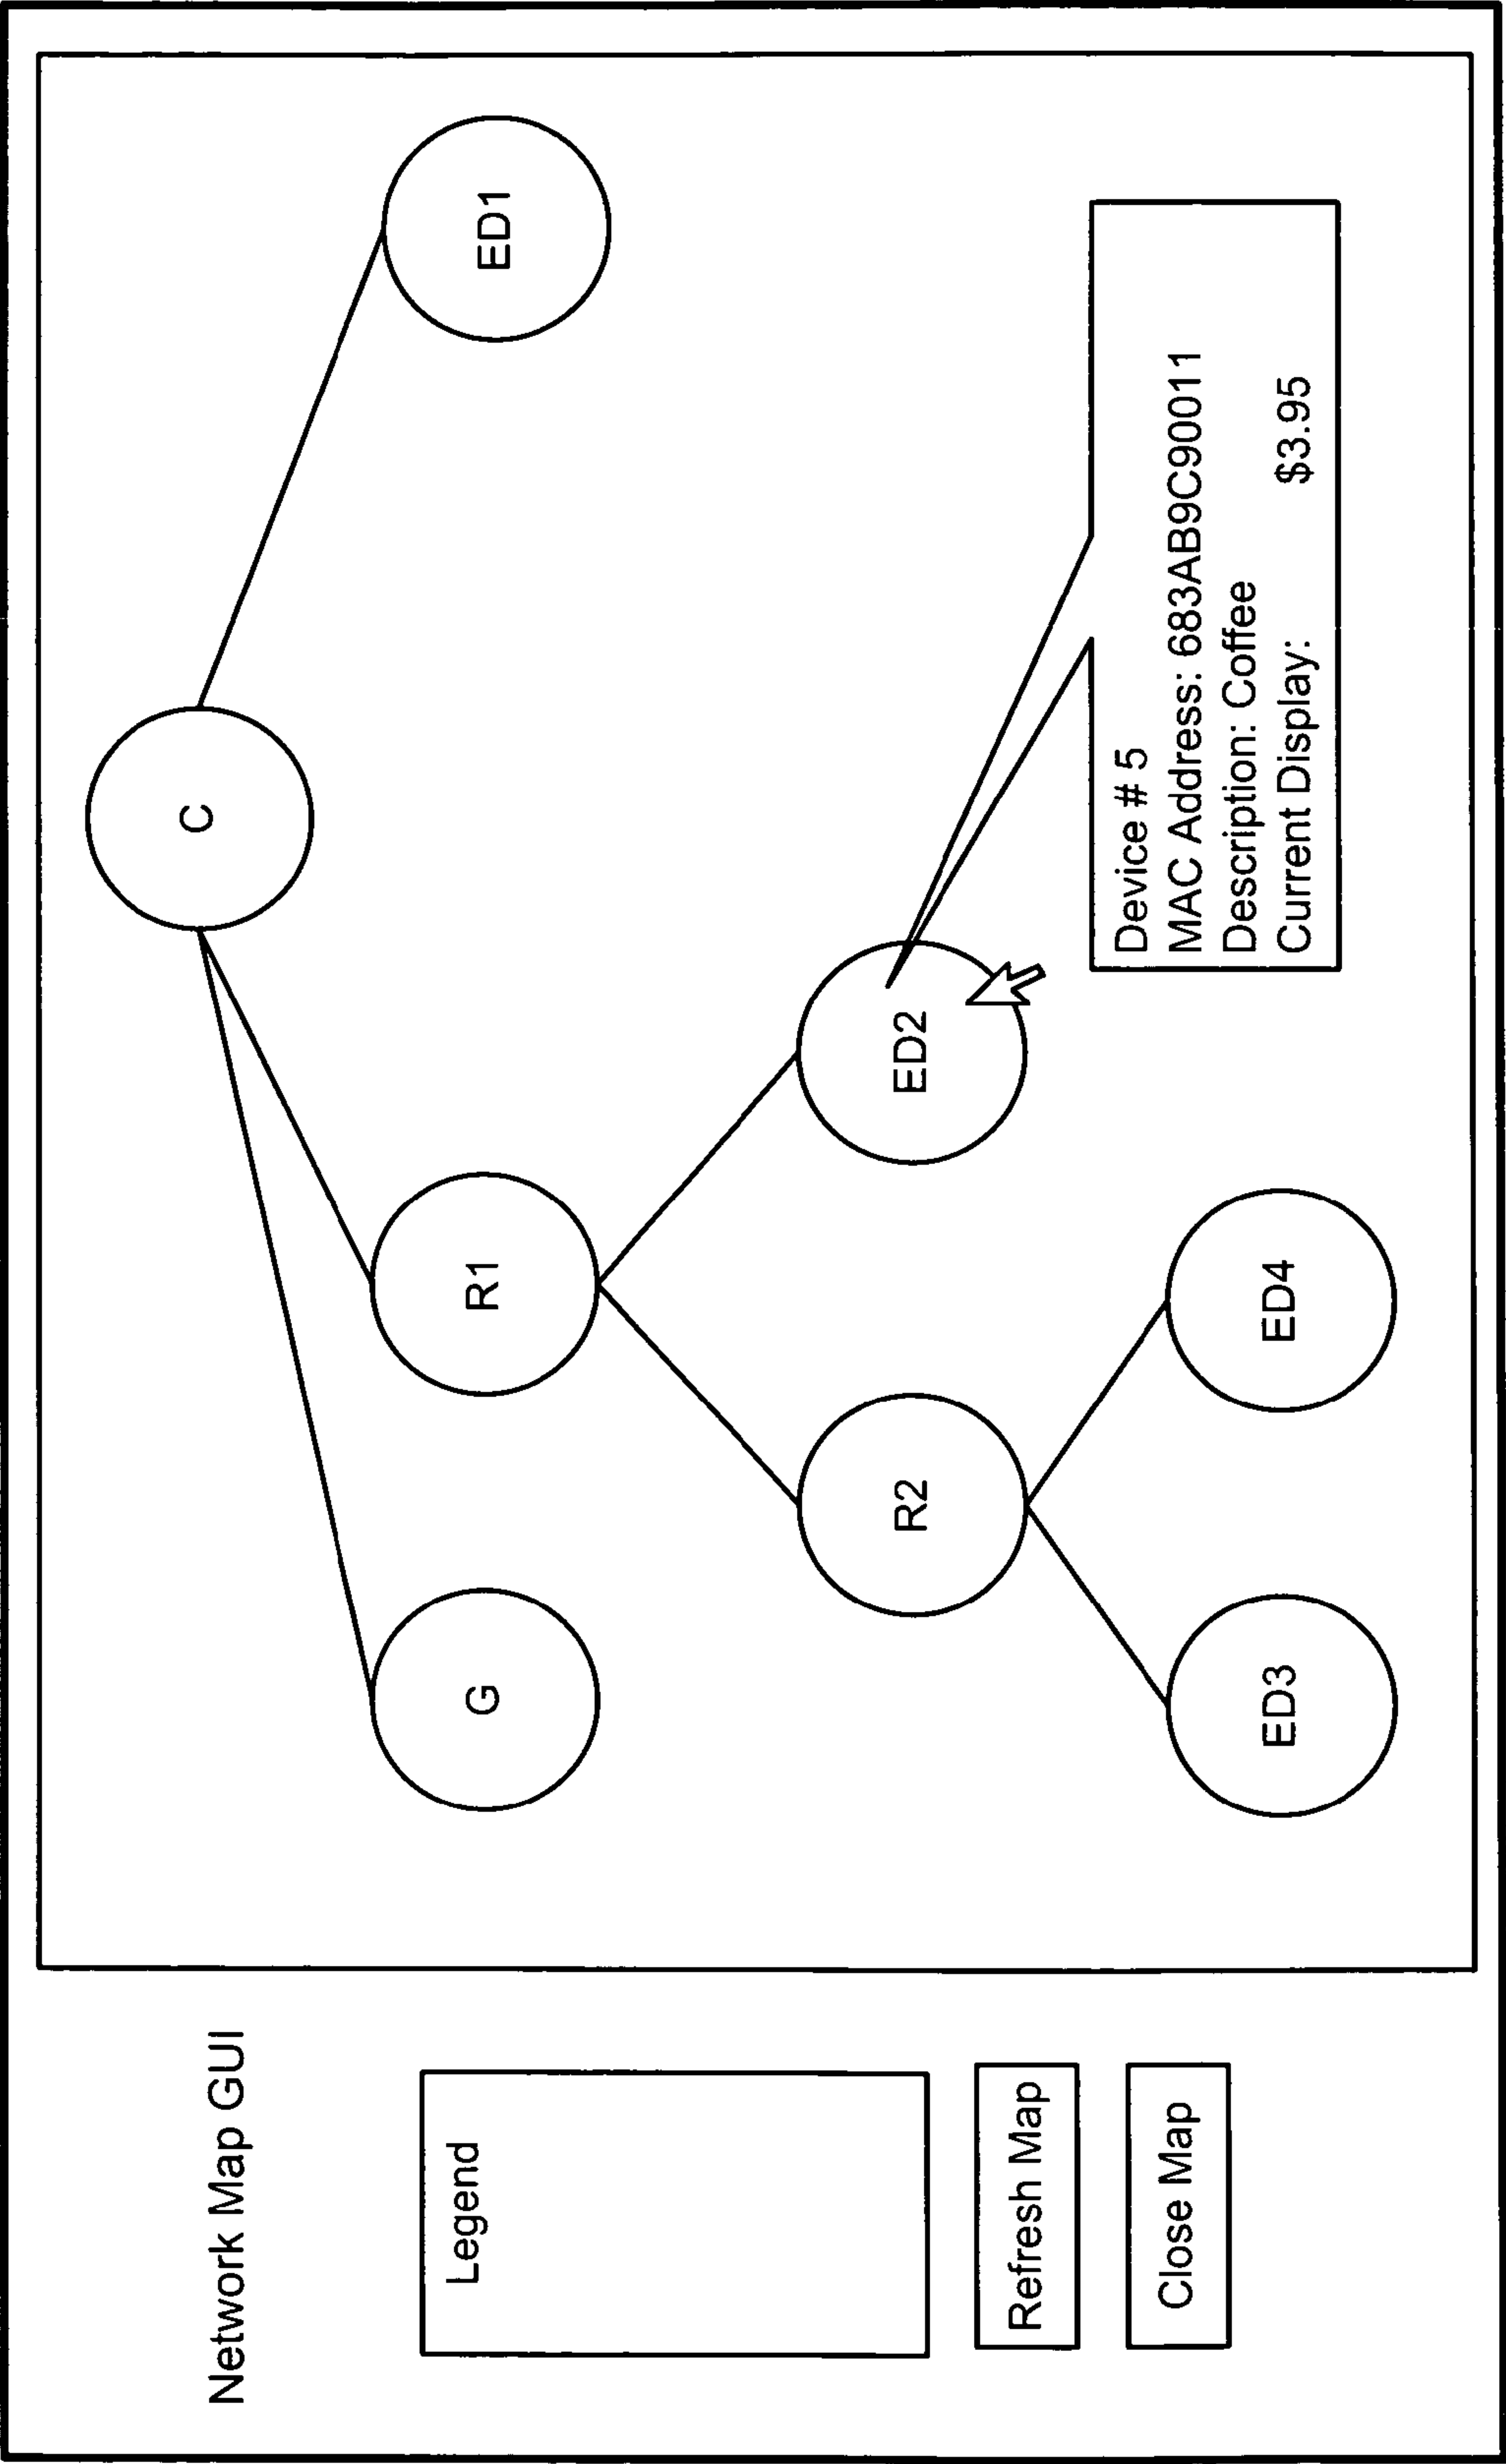 Network Map GUI
Legend
Refresh Map
Close Map
C
G
R1
ED1
R2
ED2
ED3
ED4
Device # 5
MAC Address: 683AB9C90011
Description: Coffee
Current Display: $3.95